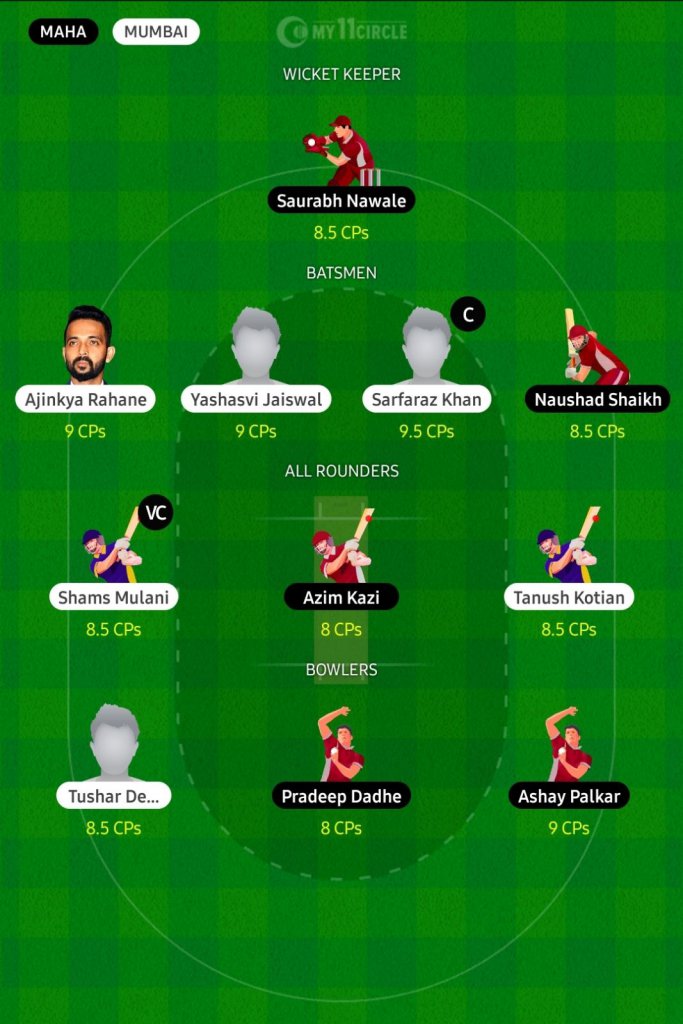 MAHA
MUMBAI
MY11CIRCLE
WICKET KEEPER
Saurabh Nawale
8.5 CPs
BATSMEN
C
Ajinkya Rahane
Yashasvi Jaiswal
Sarfaraz Khan
Naushad Shaikh
9 CPs
9 CPs
9.5 CPs
8.5 CPs
ALL ROUNDERS
VC
Shams Mulani
Azim Kazi
Tanush Kotian
8.5 CPs
8 CPs
8.5 CPs
BOWLERS
Tushar De...
Pradeep Dadhe
Ashay Palkar
8.5 CPs
8 CPs
9 CPs